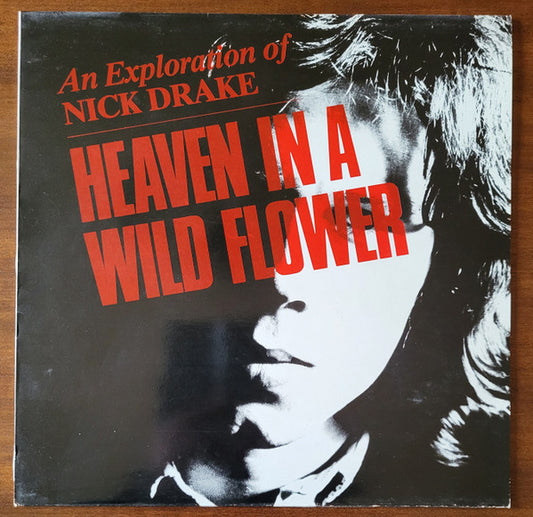 An Exploration of
NICK DRAKE
HEAVEN IN A
WILD FLOWER